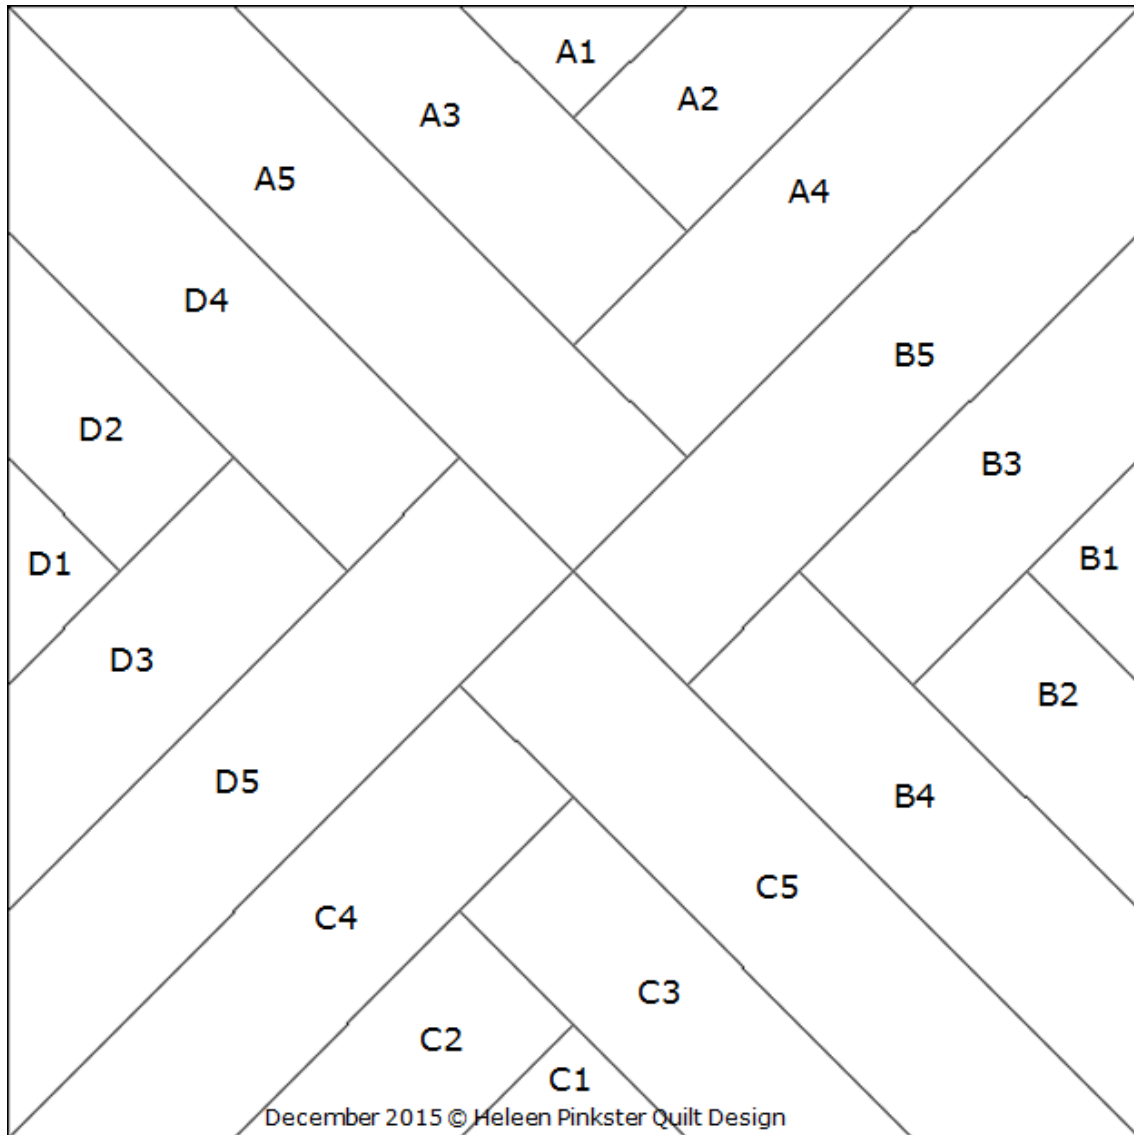 A1
A2
A3
A5
A4
D4
B5
D2
B3
D1
B1
D3
B2
D5
B4
C5
C4
C3
C2
C1
December 2015 © Heleen Pinkster Quilt Design